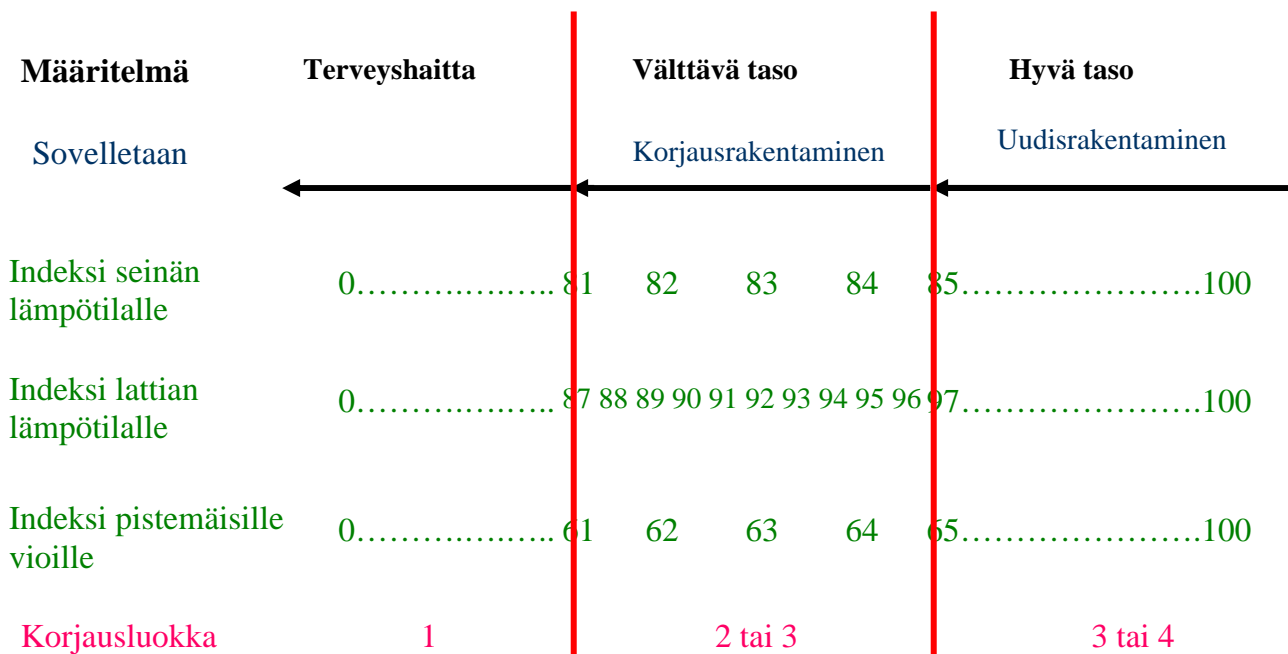 Määritelmä Terveyshaitta Välttävä taso Hyvä taso
Sovelletaan Korjausrakentaminen Uudisrakentaminen
Indeksi seinän
lämpötilalle
0…………….….. 81 82 83 84 85…………………….100
Indeksi lattian
lämpötilalle
0…………….….. 87 88 89 90 91 92 93 94 95 96 97…………………….100
Indeksi pistemäisille
vioille
0…………….….. 61 62 63 64 65…………………….100
Korjausluokka 1 2 tai 3 3 tai 4